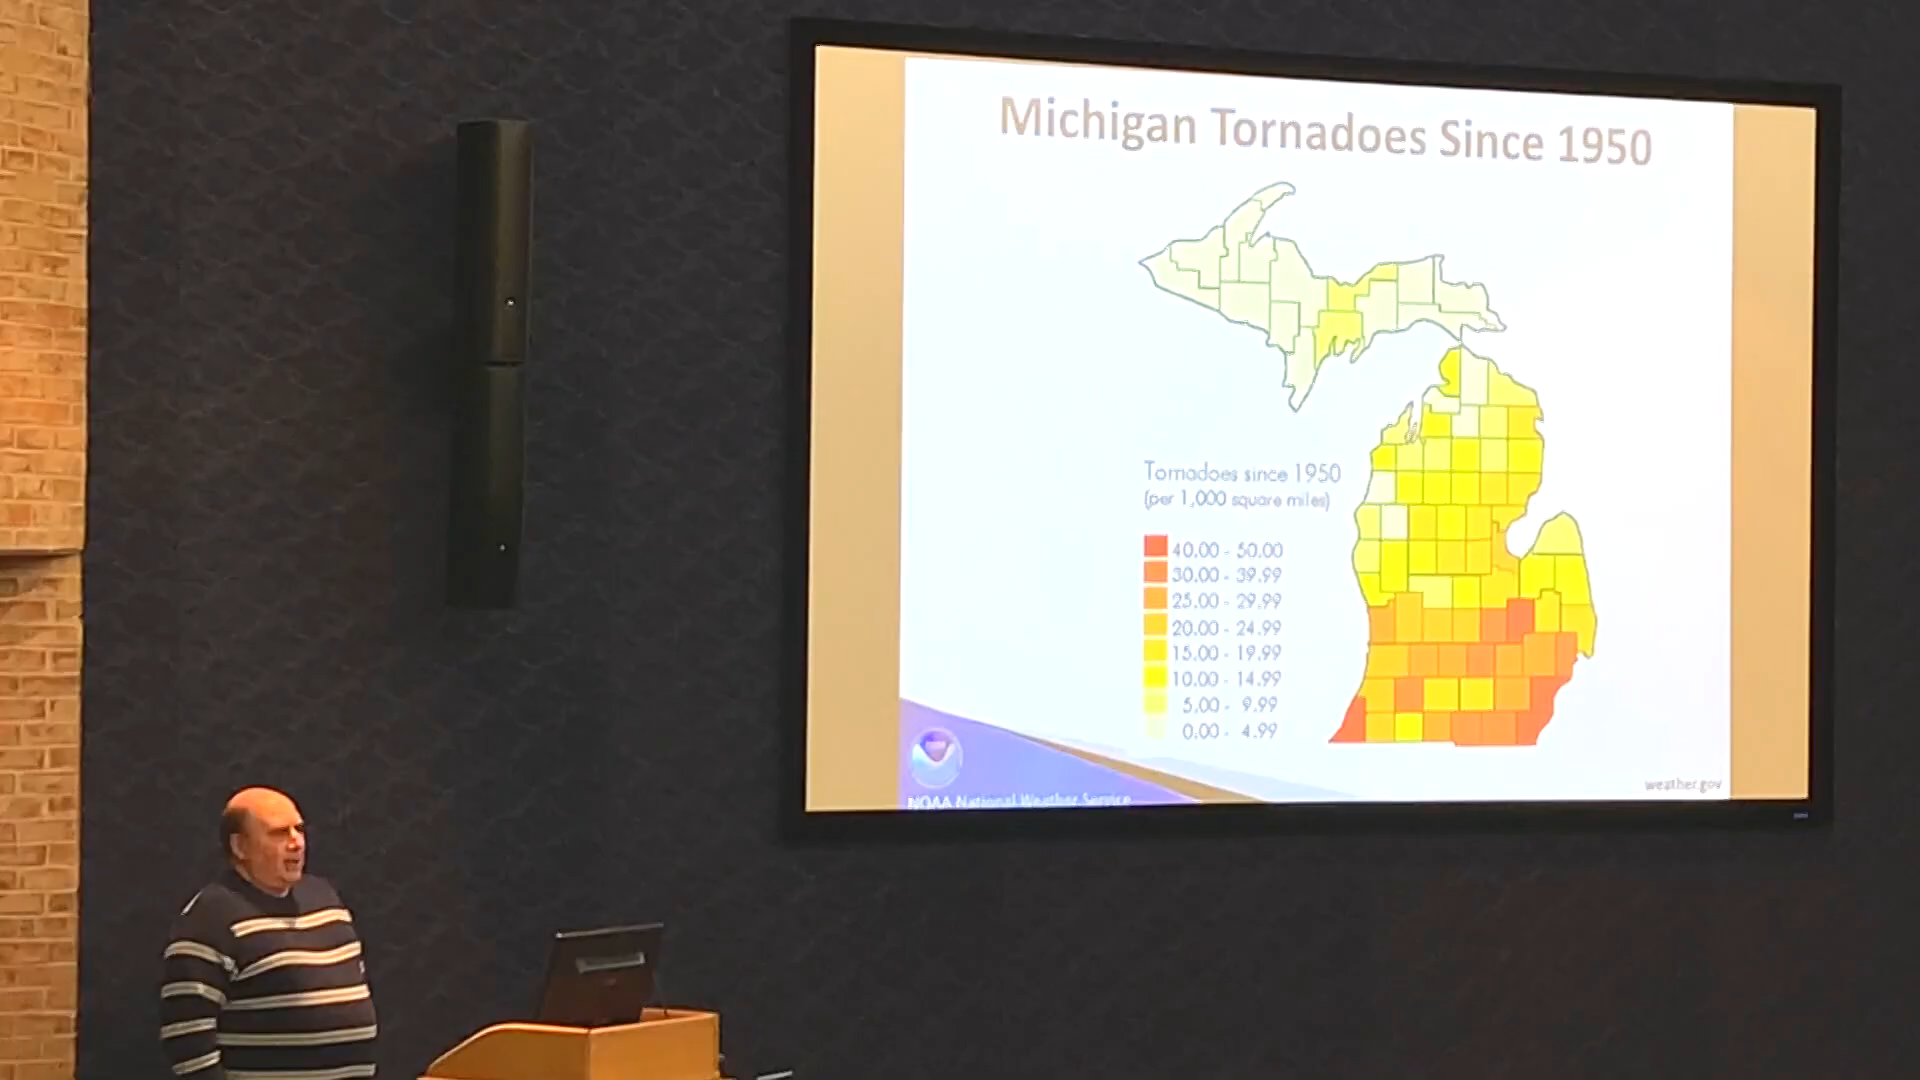 Michigan Tornadoes Since 1950
Tornadoes since 1950
(per 1,000 square miles)
40.00 - 50.00
30.00 - 39.99
25.00 - 29.99
20.00 - 24.99
15.00 - 19.99
10.00 - 14.99
5.00 - 9.99
0.00 - 4.99
NOAA National Weather Service
weather.gov